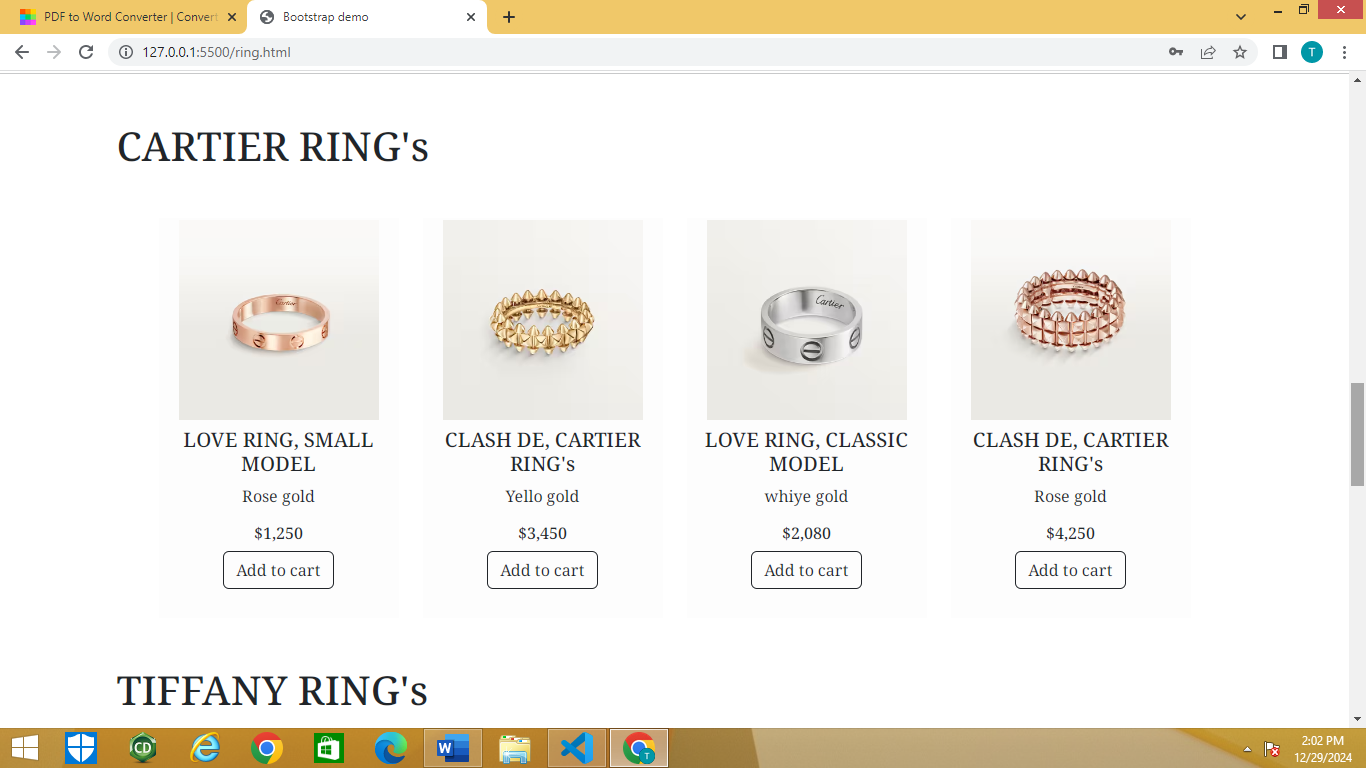 PDF to Word Converter | Convert
Bootstrap demo
127.0.0.1:5500/ring.html
T
CARTIER RING's
Cartier
Cartier
LOVE RING, SMALL
MODEL
Rose gold
$1,250
Add to cart
CLASH DE, CARTIER
RING's
Yello gold
$3,450
Add to cart
LOVE RING, CLASSIC
MODEL
whiye gold
$2,080
Add to cart
CLASH DE, CARTIER
RING's
Rose gold
$4,250
Add to cart
TIFFANY RING's
CD
W
T
2:02 PM
12/29/2024